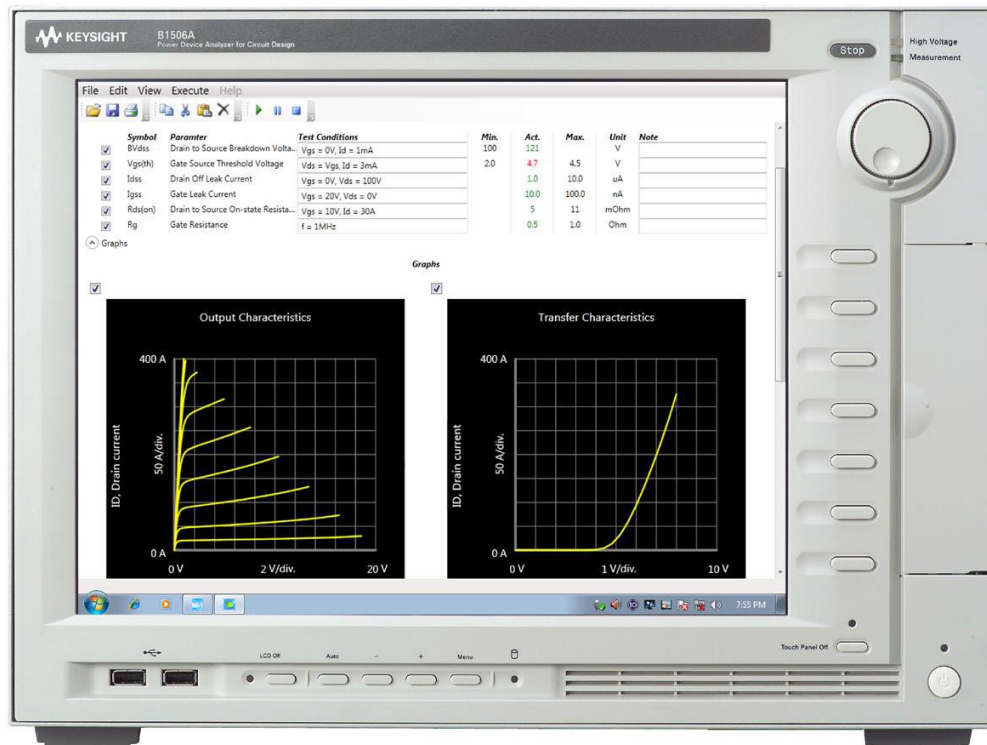 KEYSIGHT B1506A
Power Device Analyzer for Circuit Design
Stop
High Voltage
Measurement
File Edit View Execute Help
Symbol Paramter Test Conditions Min. Act. Max. Unit Note
BVdss Drain to Source Breakdown Volta... Vgs = 0V, Id = 1mA 100 121 V
Vgs(th) Gate Source Threshold Voltage Vds = Vgs, Id = 3mA 2.0 4.7 4.5 V
Idss Drain Off Leak Current Vgs = 0V, Vds = 100V 1.0 10.0 uA
Igss Gate Leak Current Vgs = 20V, Vds = 0V 10.0 100.0 nA
Rds(on) Drain to Source On-state Resista... Vgs = 10V, Id = 30A 5 11 mOhm
Rg Gate Resistance f = 1MHz 0.5 1.0 Ohm
Graphs
Graphs
Output Characteristics
400 A
ID, Drain current
50 A/div.
0 A
0 V 2 V/div. 20 V
Transfer Characteristics
400 A
ID, Drain current
50 A/div.
0 A
0 V 1 V/div. 10 V
7:55 PM
Touch Panel Off
LCD Off Auto - + Menu